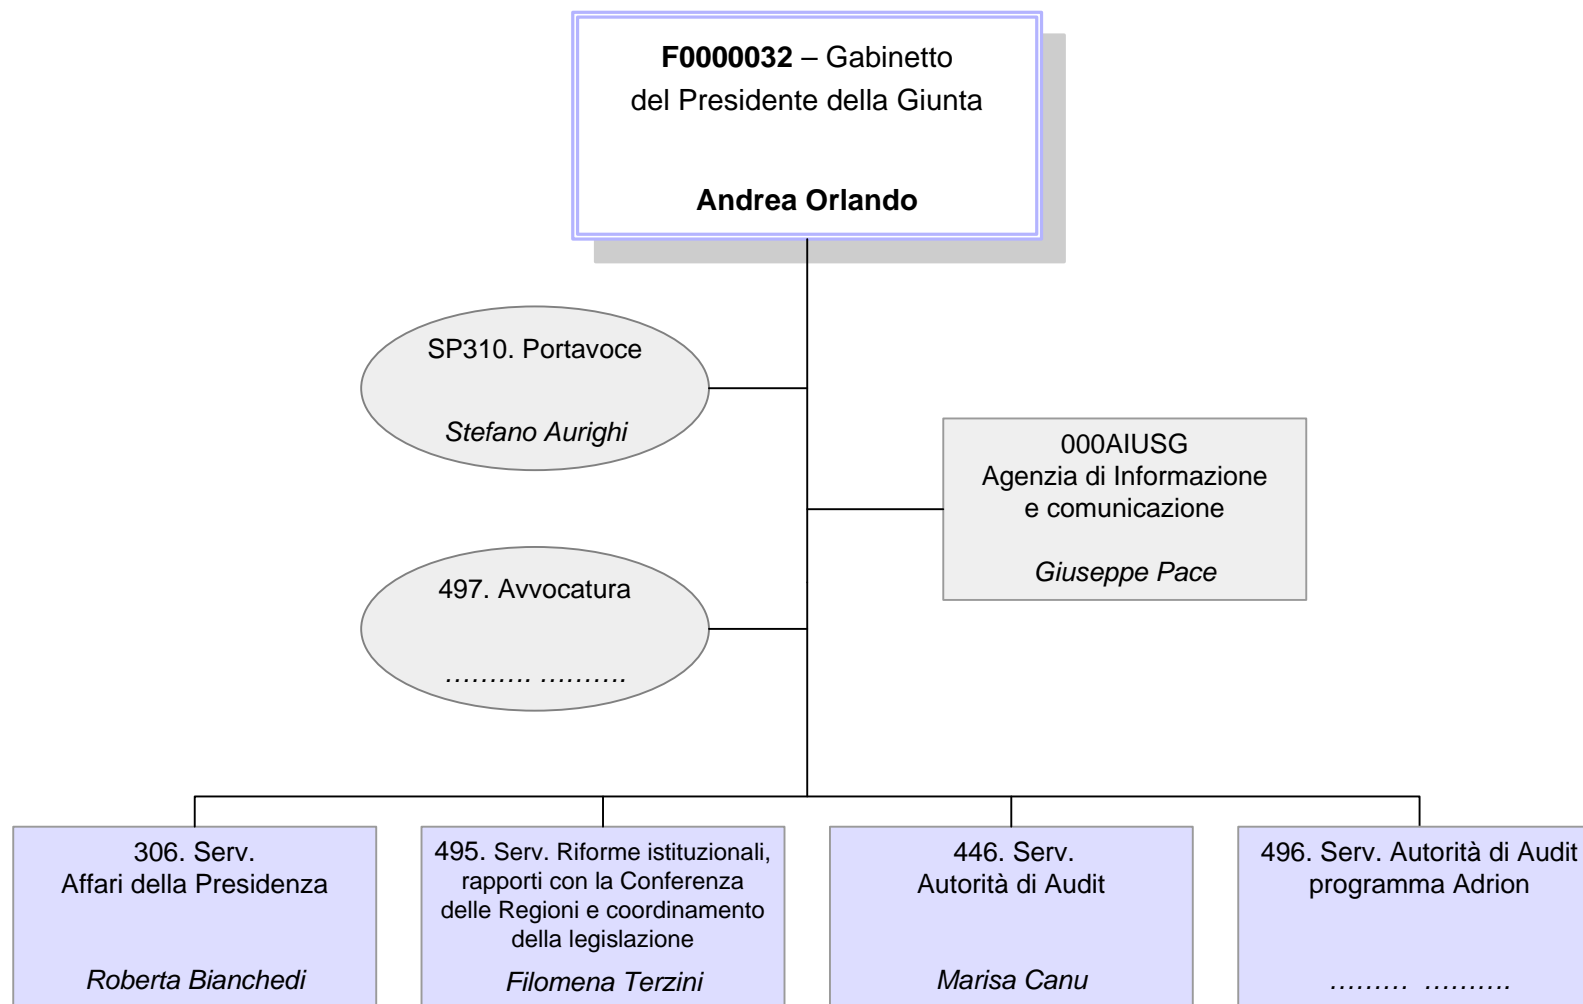 F0000032 – Gabinetto
del Presidente della Giunta
Andrea Orlando
SP310. Portavoce
Stefano Aurighi
000AIUSG
Agenzia di Informazione
e comunicazione
Giuseppe Pace
497. Avvocatura
………. ……….
306. Serv.
Affari della Presidenza
Roberta Bianchedi
495. Serv. Riforme istituzionali,
rapporti con la Conferenza
delle Regioni e coordinamento
della legislazione
Filomena Terzini
446. Serv.
Autorità di Audit
Marisa Canu
496. Serv. Autorità di Audit
programma Adrion
……… ……….